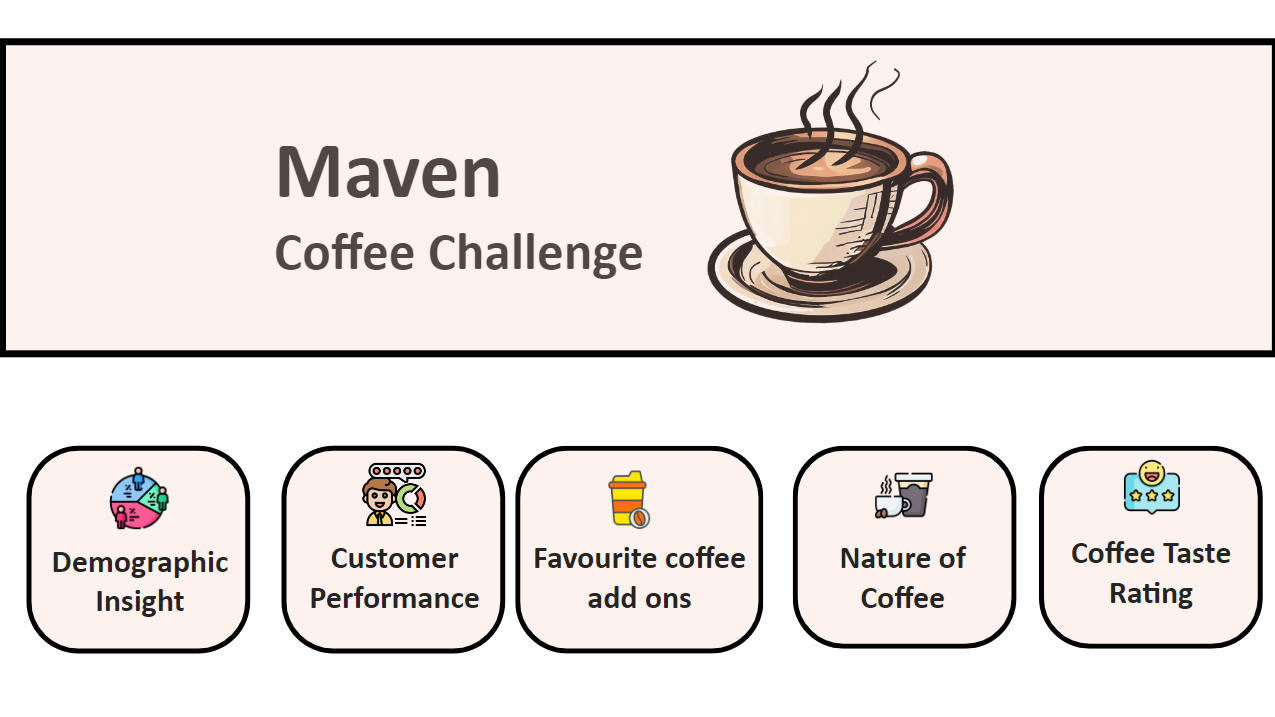 Maven
Coffee Challenge
Demographic
Insight
Customer
Performance
Favourite coffee
add ons
Nature of
Coffee
Coffee Taste
Rating